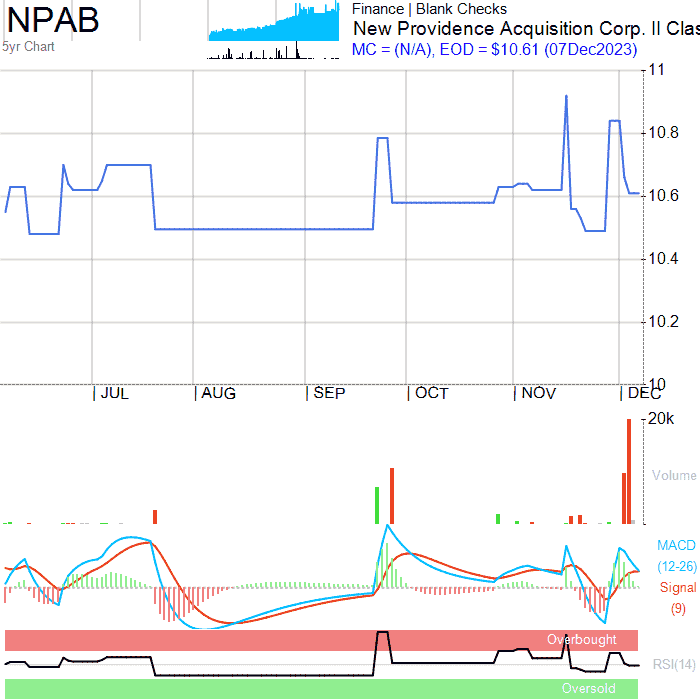 NPAB
5yr Chart
Finance | Blank Checks
New Providence Acquisition Corp. II Clas
MC = (N/A), EOD = $10.61 (07Dec2023)
11
10.8
10.6
10.4
10.2
10
JUL AUG SEP OCT NOV DEC
20k
Volume
MACD
(12-26)
Signal
(9)
Overbought
RSI(14)
Oversold